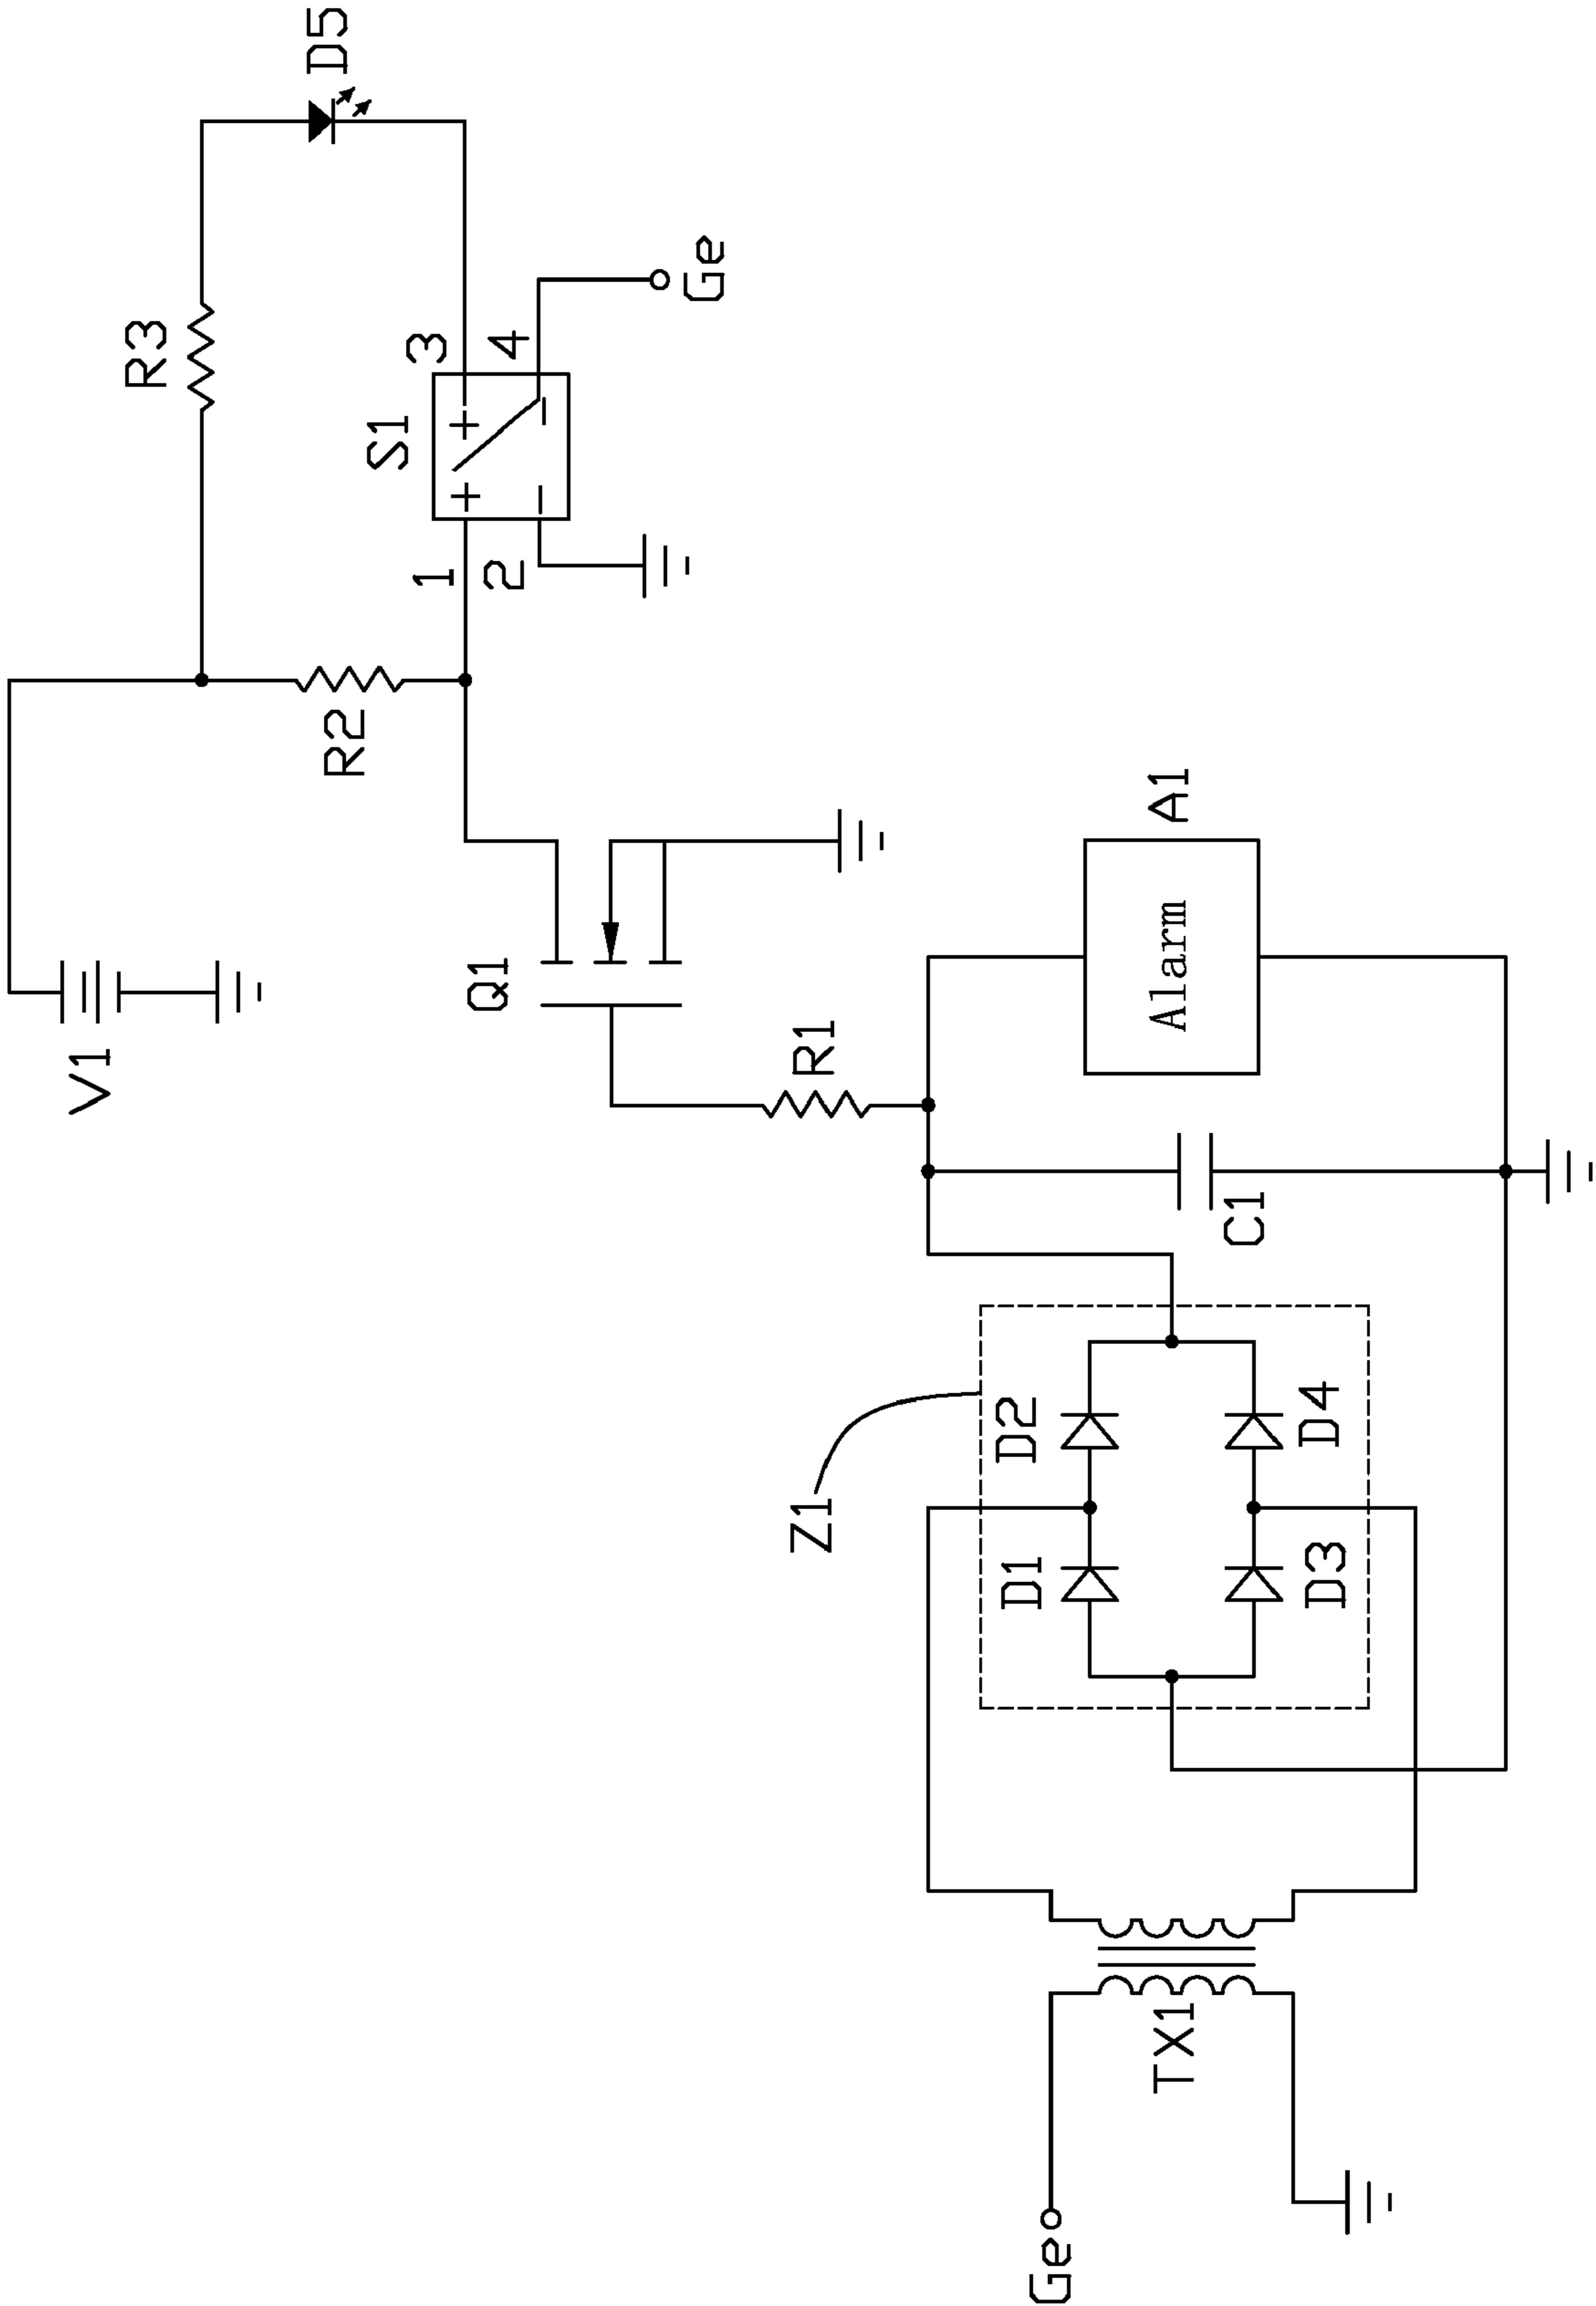 V1
R3
D5
R2
S1
1
3
+ +
Q1
2
4
− −
Ge
Z1
R1
D1
D2
Ge
TX1
Alarm
A1
C1
D3
D4